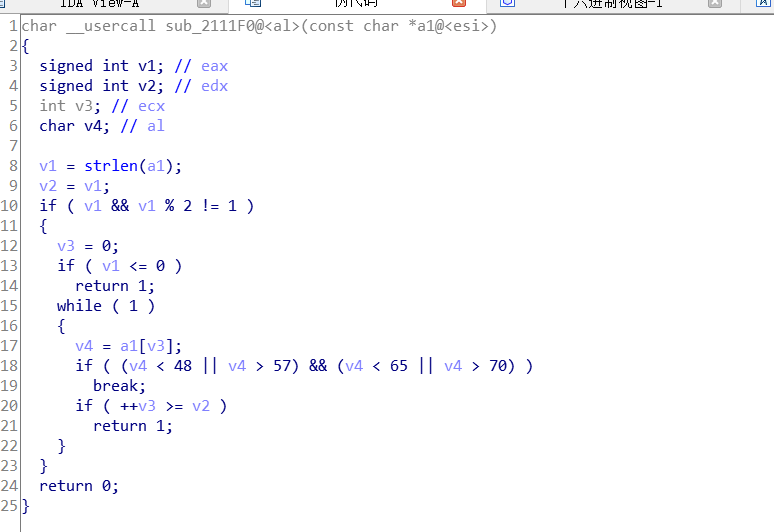 IDA View-A 伪代码 十六进制视图-1
1 char __usercall sub_2111F0@<al>(const char *a1@<esi>)
2 {
3 signed int v1; // eax
4 signed int v2; // edx
5 int v3; // ecx
6 char v4; // al
7
8 v1 = strlen(a1);
9 v2 = v1;
10 if ( v1 && v1 % 2 != 1 )
11 {
12 v3 = 0;
13 if ( v1 <= 0 )
14 return 1;
15 while ( 1 )
16 {
17 v4 = a1[v3];
18 if ( (v4 < 48 || v4 > 57) && (v4 < 65 || v4 > 70) )
19 break;
20 if ( ++v3 >= v2 )
21 return 1;
22 }
23 }
24 return 0;
25 }